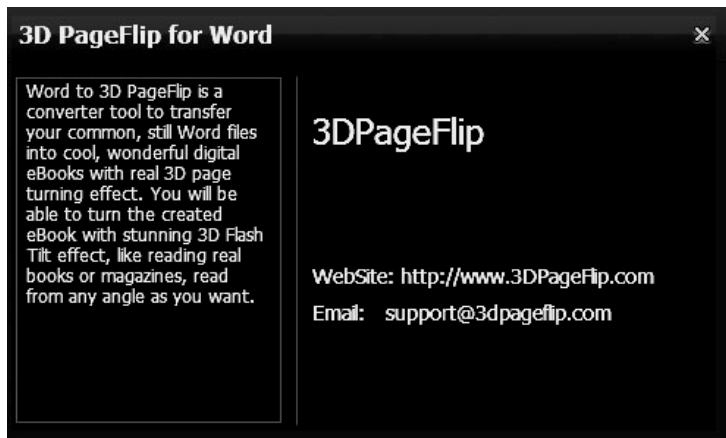 3D PageFlip for Word
Word to 3D PageFlip is a
converter tool to transfer
your common, still Word files
into cool, wonderful digital
eBooks with real 3D page
turning effect. You will be
able to turn the created
eBook with stunning 3D Flash
Tilt effect, like reading real
books or magazines, read
from any angle as you want.
3DPageFlip
WebSite: http://www.3DPageFlip.com
Email: support@3dpageflip.com